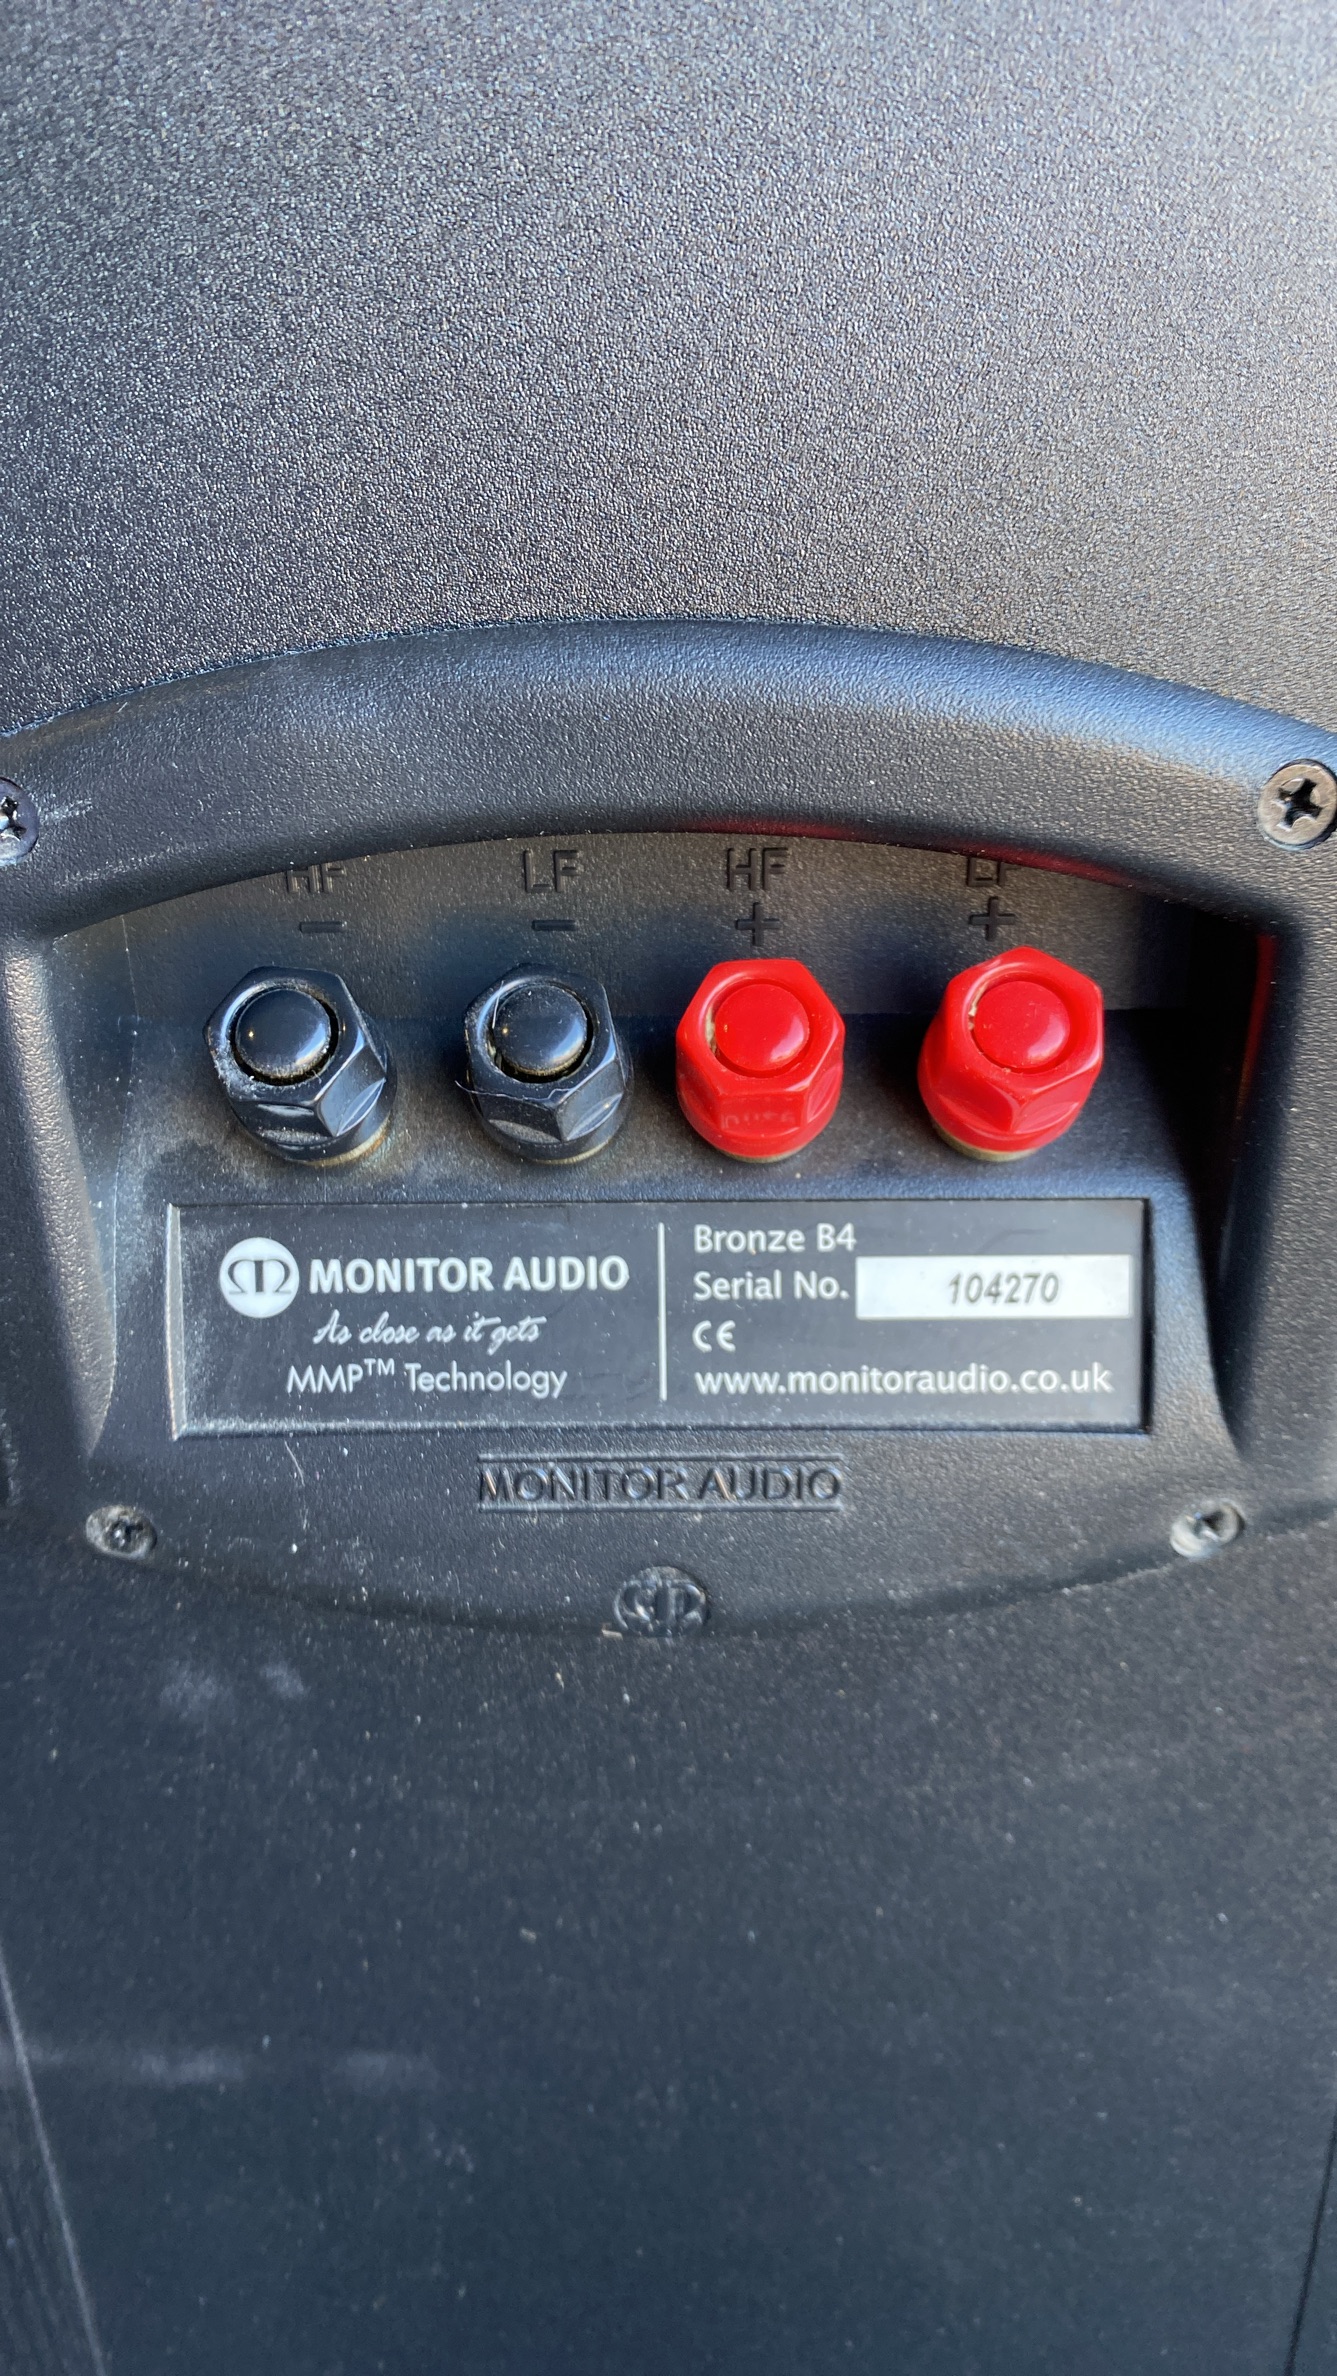 HF LF HF LF
− − + +
MONITOR AUDIO
As close as it gets
MMP™ Technology
Bronze B4
Serial No. 104270
CE
www.monitoraudio.co.uk
MONITOR AUDIO